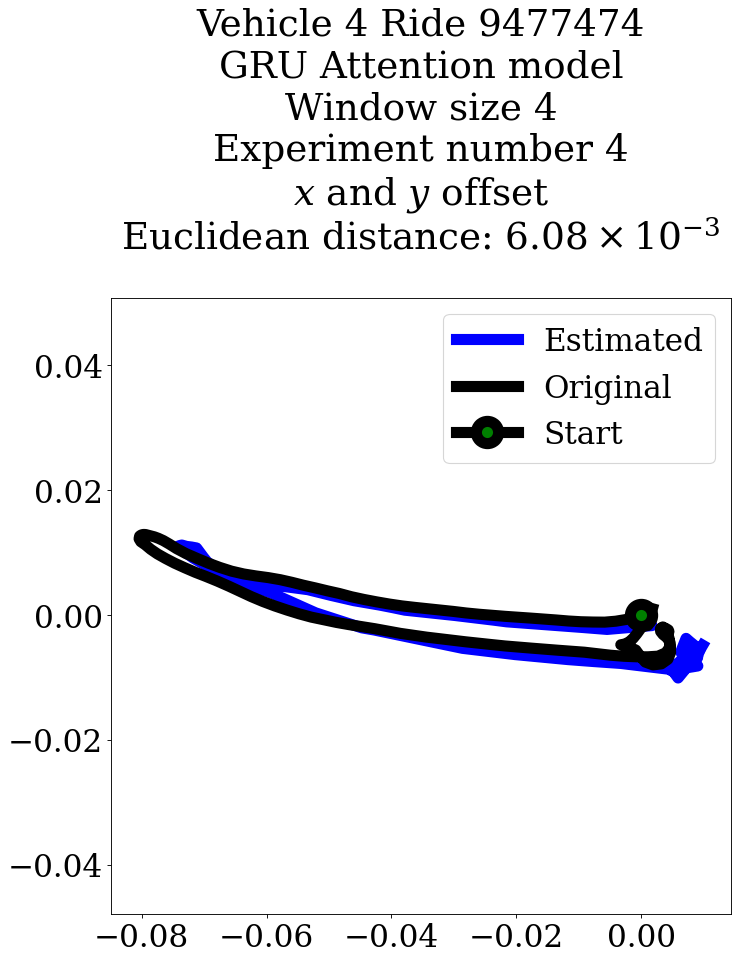 Vehicle 4 Ride 9477474
GRU Attention model
Window size 4
Experiment number 4
x and y offset
Euclidean distance: 6.08 × 10⁻³
Estimated
Original
Start
0.04
0.02
0.00
−0.02
−0.04
−0.08 −0.06 −0.04 −0.02 0.00